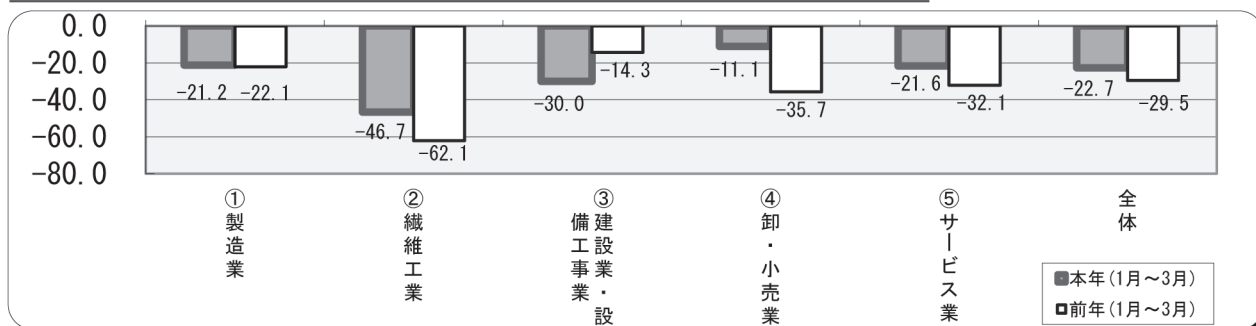 0.0
-20.0
-40.0
-60.0
-80.0
-21.2
-22.1
-46.7
-62.1
-30.0
-14.3
-11.1
-35.7
-21.6
-32.1
-22.7
-29.5
①製造業
②繊維工業
③建設業・設
備工事業
④卸・小売業
⑤サービス業
全体
本年(1月～3月)
前年(1月～3月)